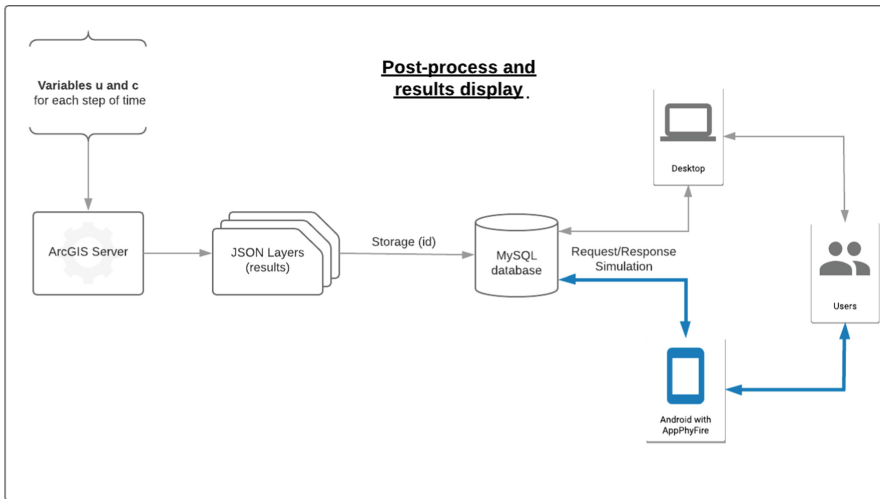 Post-process and
results display.
Variables u and c
for each step of time
ArcGIS Server
JSON Layers
(results)
Storage (id)
MySQL
database
Request/Response
Simulation
Desktop
Users
Android with
AppPhyFire